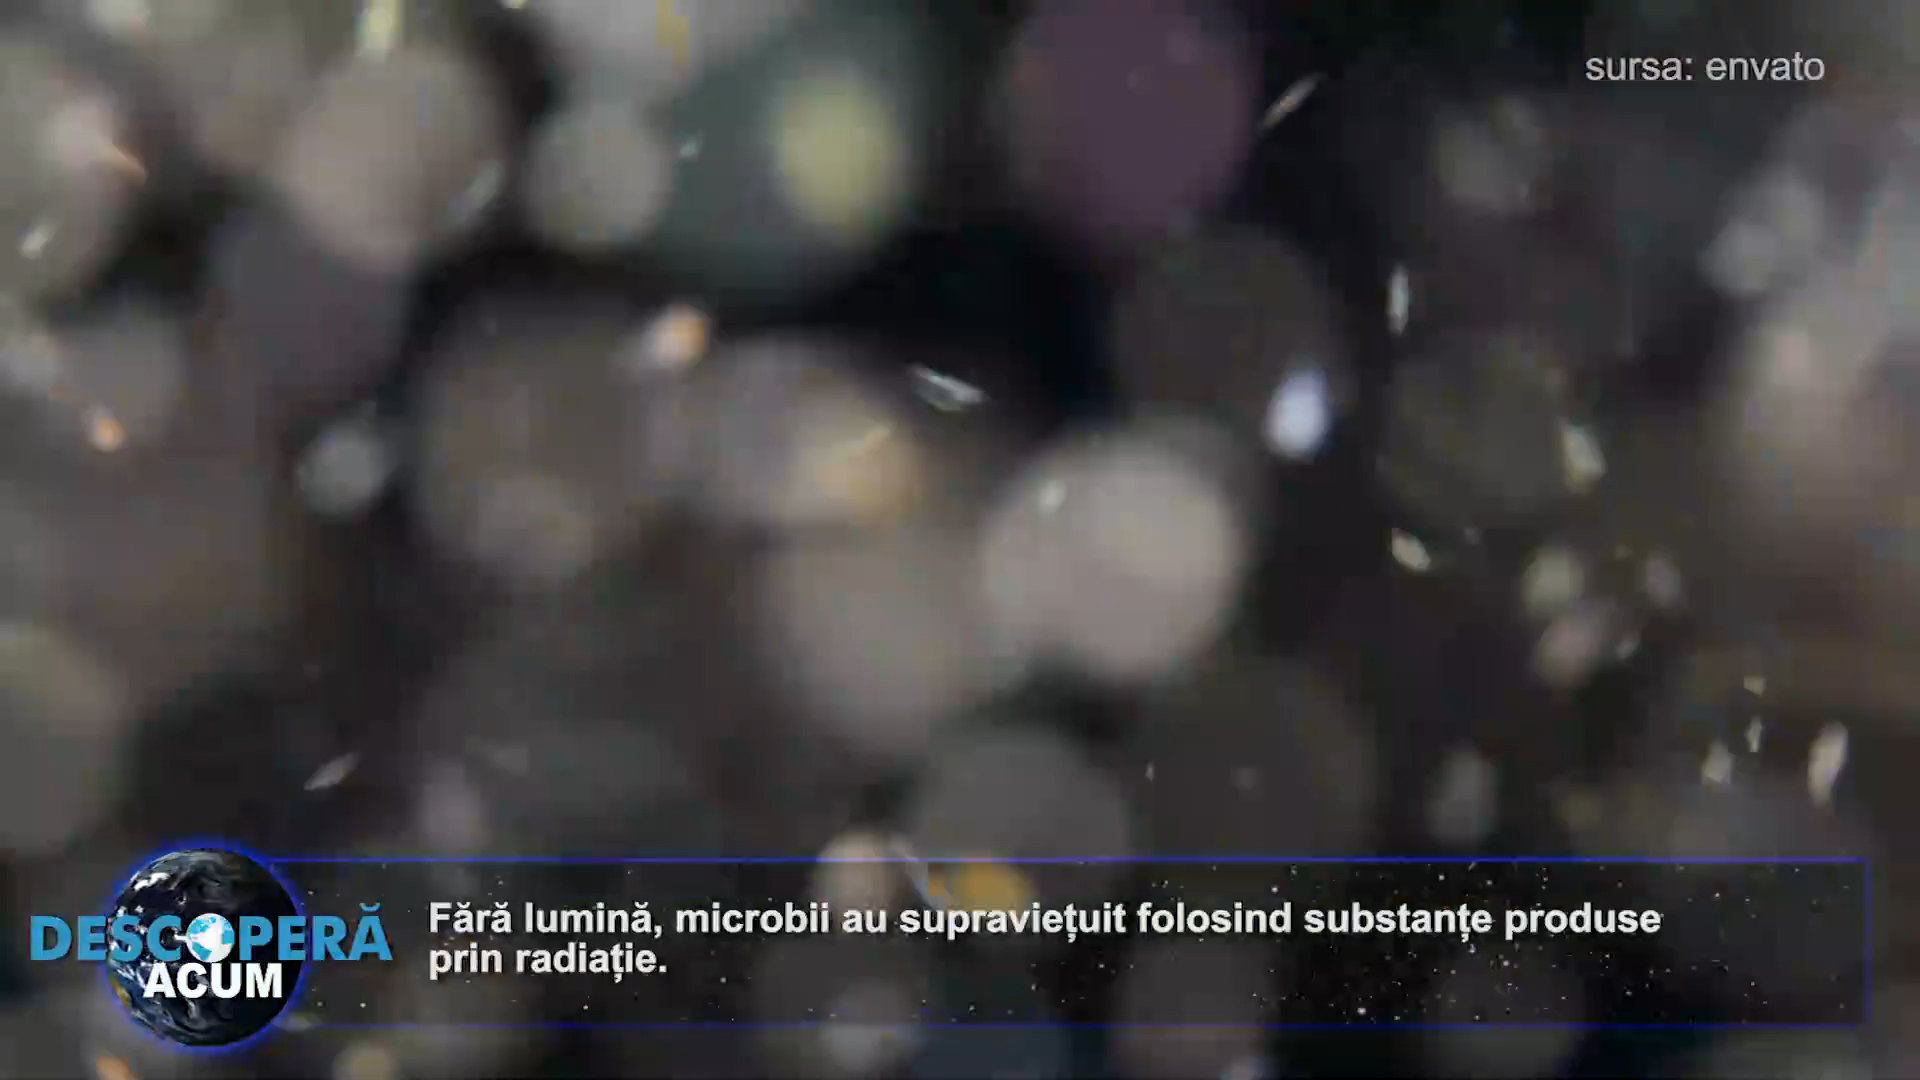 sursa: envato
DESCOPERĂ
ACUM
Fără lumină, microbii au supraviețuit folosind substanțe produse
prin radiație.